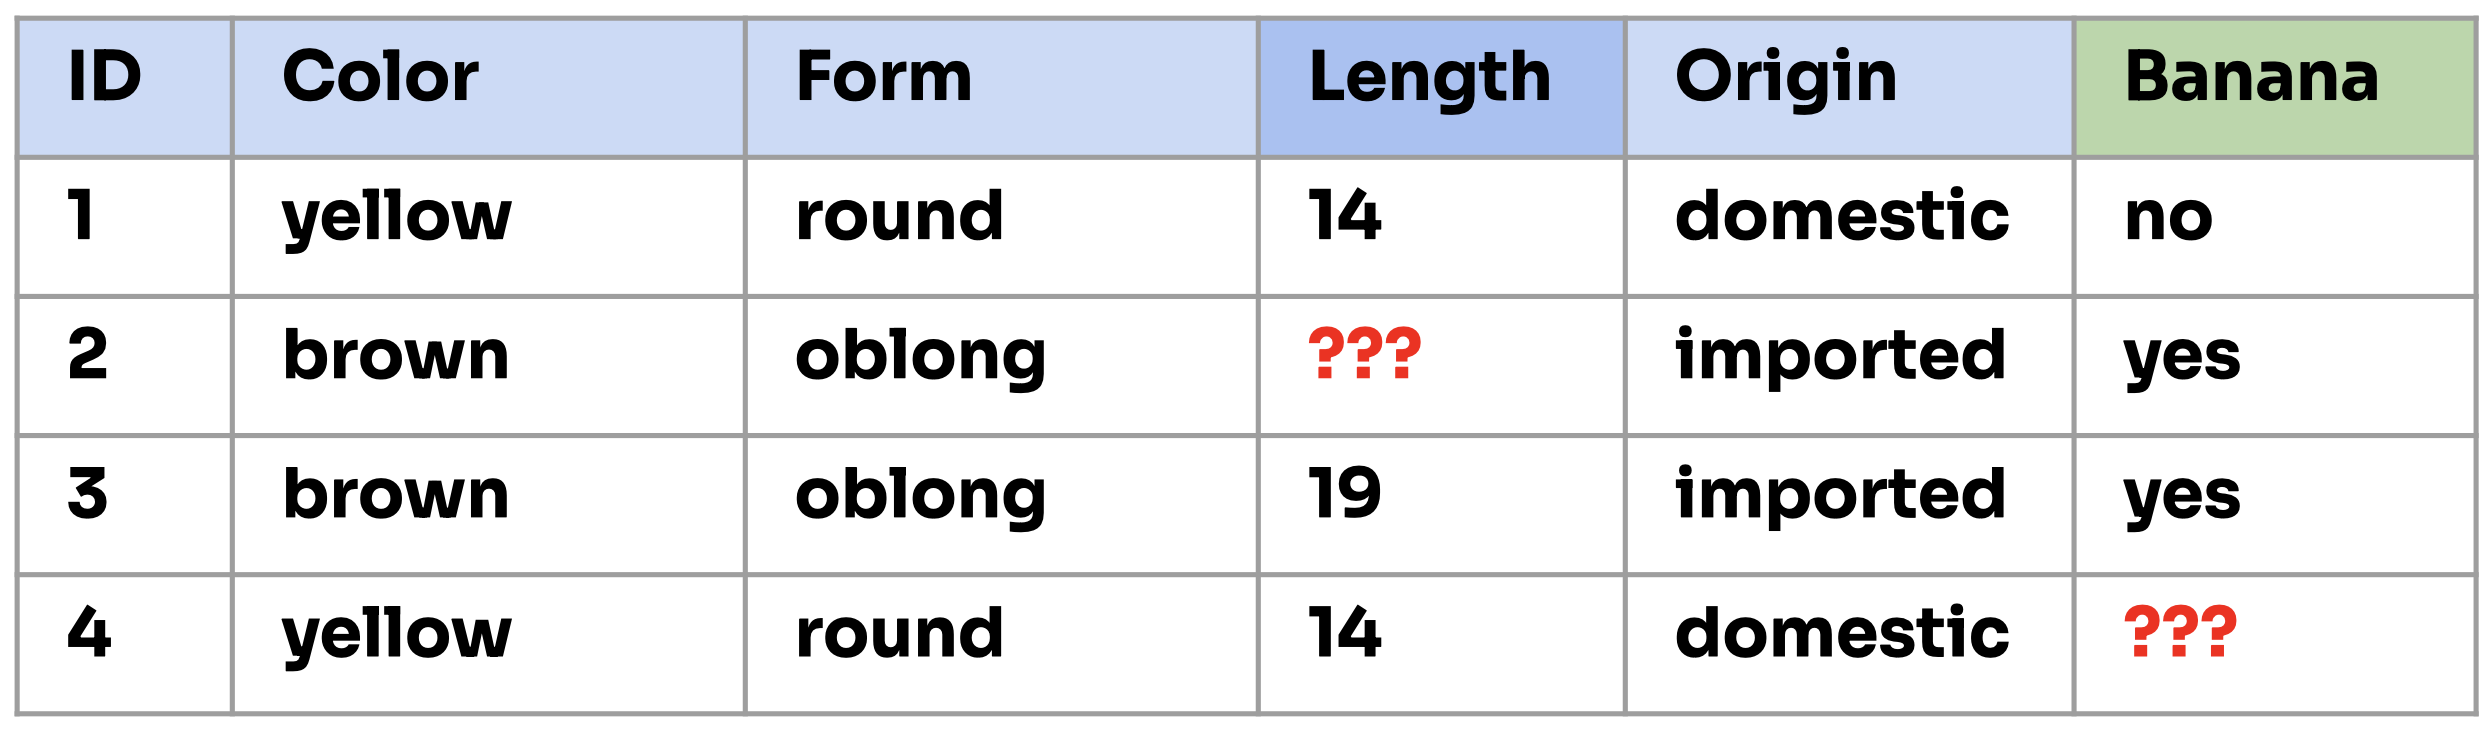 ID Color Form Length Origin Banana
1 yellow round 14 domestic no
2 brown oblong ??? imported yes
3 brown oblong 19 imported yes
4 yellow round 14 domestic ???